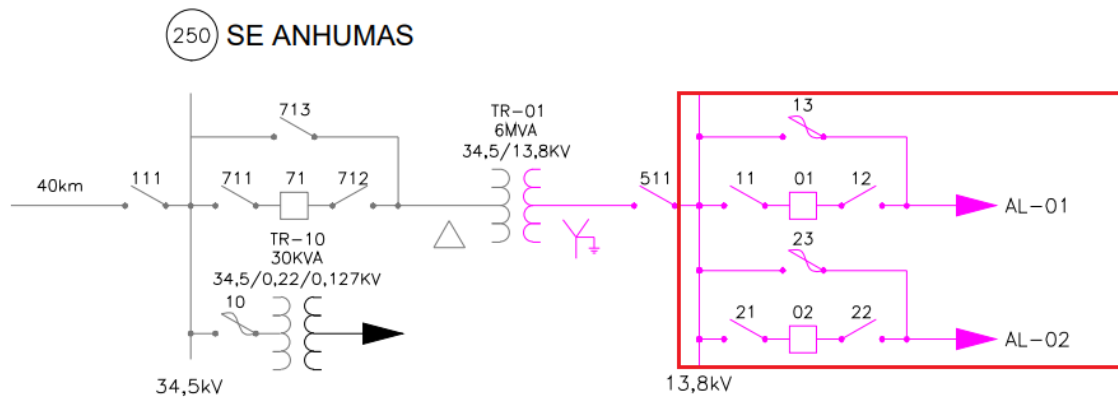 250 SE ANHUMAS
713
TR-01
6MVA
34,5/13,8KV
13
40km
111
711
71
712
511
11
01
12
AL-01
TR-10
30KVA
34,5/0,22/0,127KV
23
10
21
02
22
AL-02
34,5kV
13,8kV